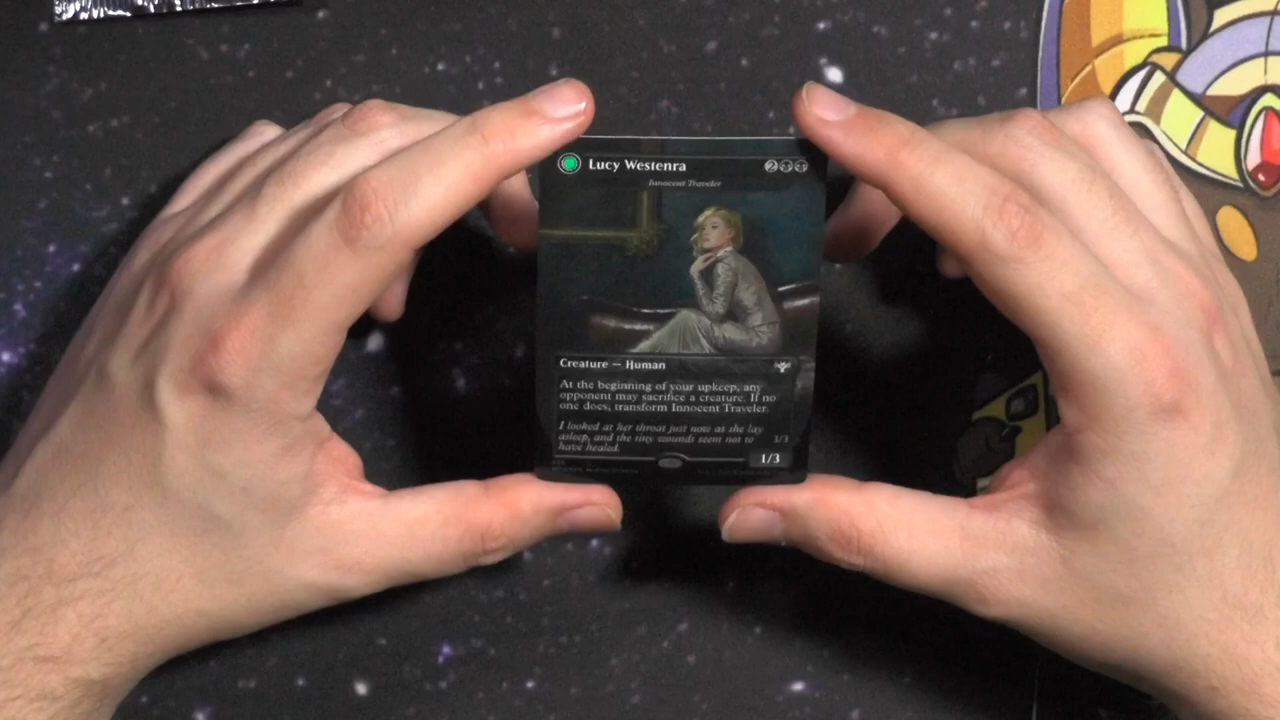 Lucy Westenra
2
Innocent Traveler
Creature — Human
At the beginning of your upkeep, any
opponent may sacrifice a creature. If no
one does, transform Innocent Traveler.
I looked at her throat just now as she lay
asleep, and the tiny wounds seem not to
have healed.
3/3
1/3